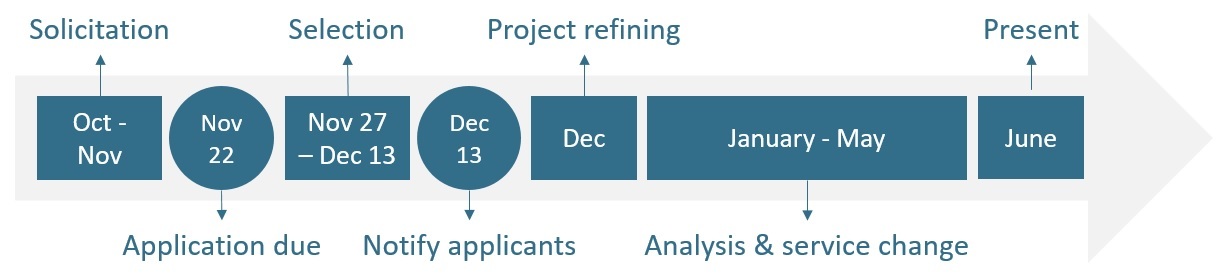 Solicitation
Selection
Project refining
Present
Oct -
Nov
Nov
22
Nov 27
– Dec 13
Dec
13
Dec
January - May
June
Application due
Notify applicants
Analysis & service change